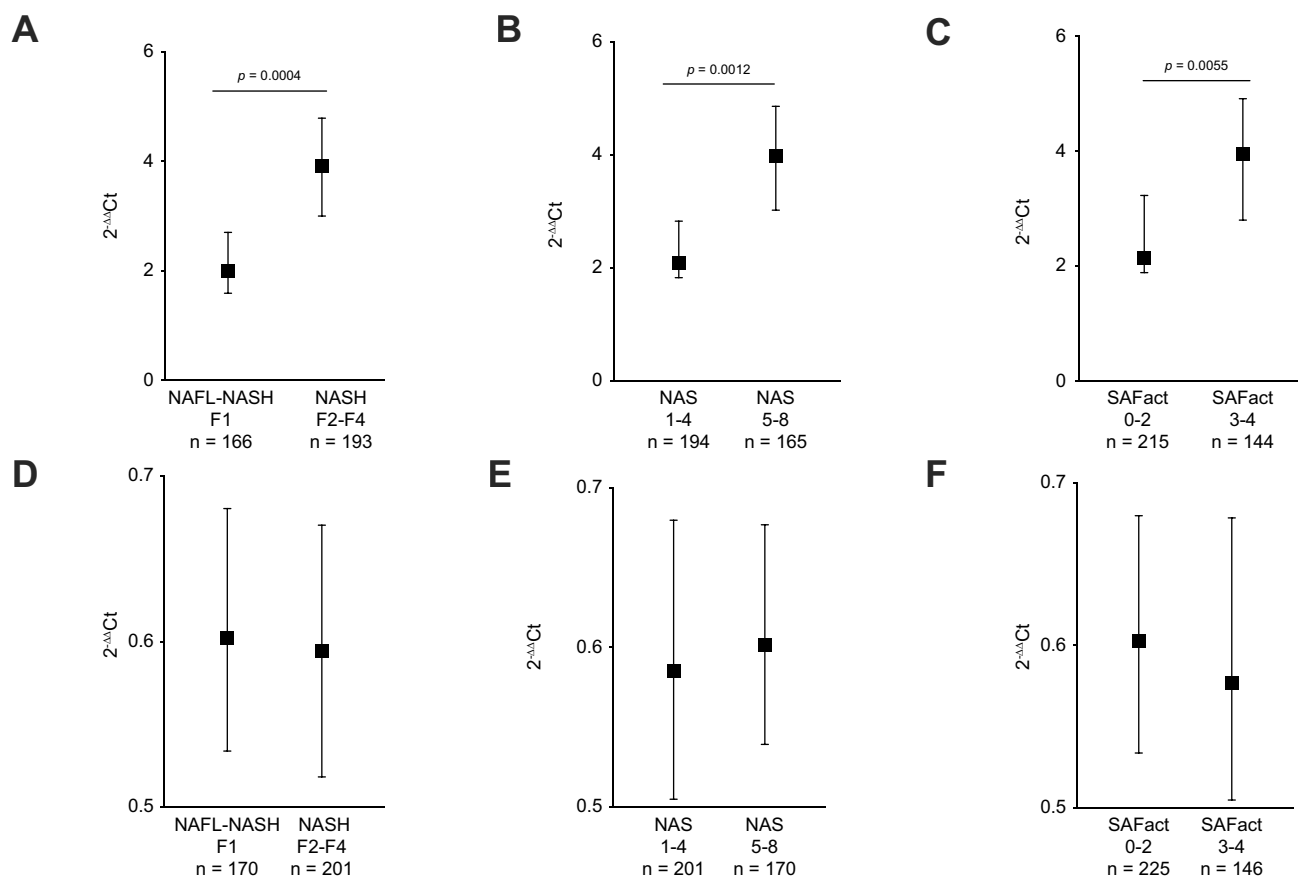 A
6
4
2
0
2-ΔΔCt
p = 0.0004
NAFL-NASH
F1
n = 166
NASH
F2-F4
n = 193
B
6
4
2
0
2-ΔΔCt
p = 0.0012
NAS
1-4
n = 194
NAS
5-8
n = 165
C
6
4
2
0
2-ΔΔCt
p = 0.0055
SAFact
0-2
n = 215
SAFact
3-4
n = 144
D
0.7
0.6
0.5
2-ΔΔCt
NAFL-NASH
F1
n = 170
NASH
F2-F4
n = 201
E
0.7
0.6
0.5
2-ΔΔCt
NAS
1-4
n = 201
NAS
5-8
n = 170
F
0.7
0.6
0.5
2-ΔΔCt
SAFact
0-2
n = 225
SAFact
3-4
n = 146